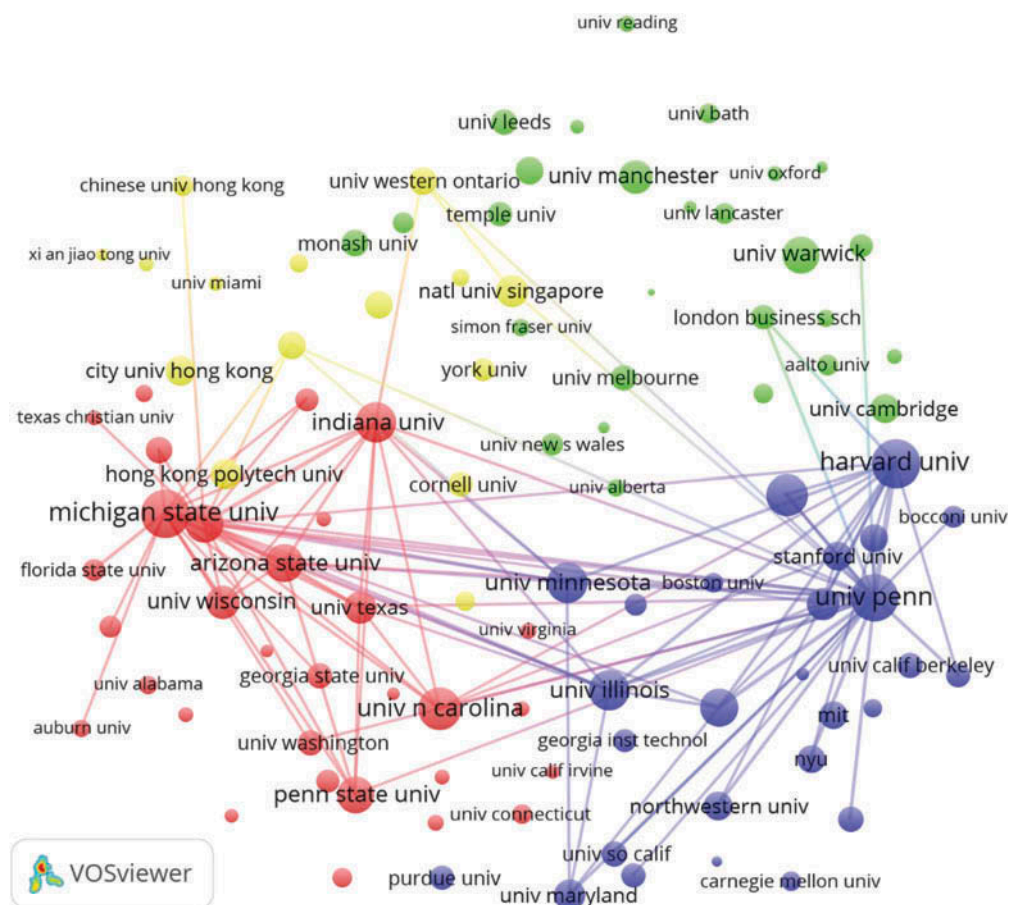 univ reading
univ leeds
univ bath
chinese univ hong kong
univ western ontario
univ manchester
univ oxford
temple univ
univ lancaster
monash univ
xi an jiao tong univ
univ warwick
univ miami
natl univ singapore
london business sch
simon fraser univ
city univ hong kong
york univ
univ melbourne
aalto univ
texas christian univ
indiana univ
univ cambridge
univ new s wales
harvard univ
hong kong polytech univ
cornell univ
univ alberta
michigan state univ
bocconi univ
stanford univ
arizona state univ
florida state univ
univ minnesota
boston univ
univ wisconsin
univ texas
univ penn
univ virginia
univ calif berkeley
georgia state univ
univ alabama
univ illinois
univ n carolina
mit
auburn univ
univ washington
georgia inst technol
nyu
univ calif irvine
penn state univ
northwestern univ
univ connecticut
univ so calif
VOSviewer
purdue univ
carnegie mellon univ
univ maryland